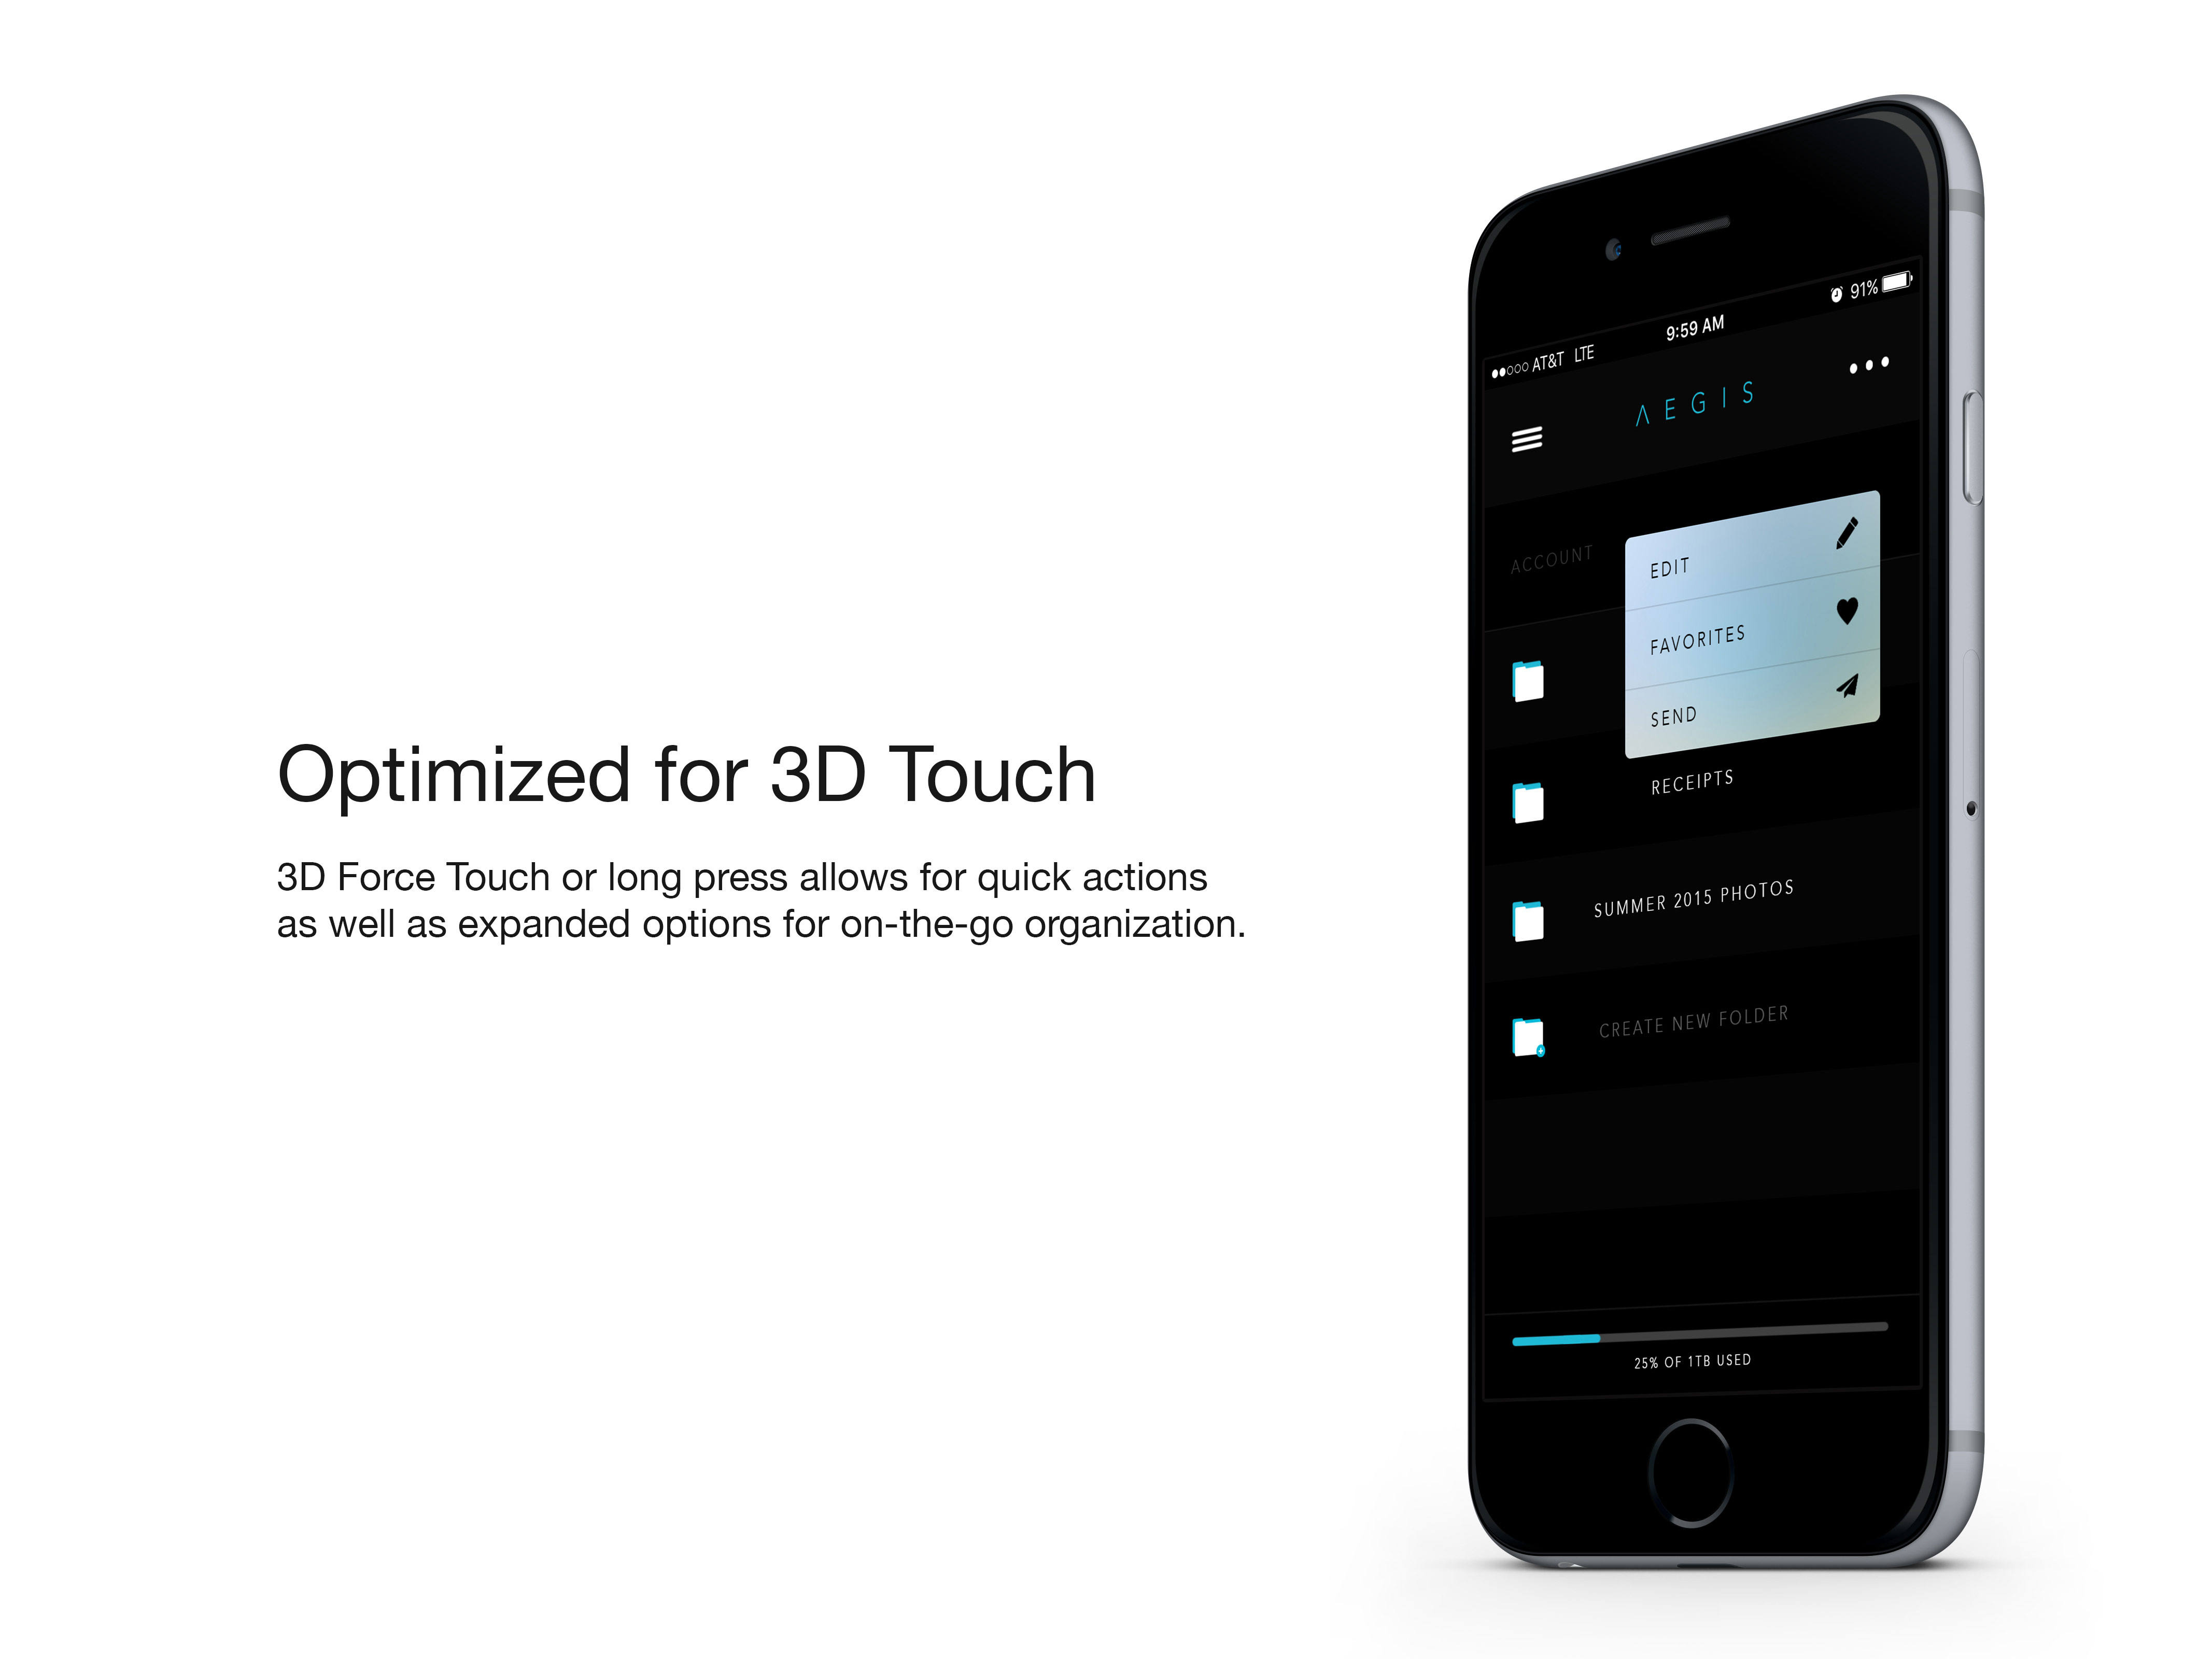 Optimized for 3D Touch
3D Force Touch or long press allows for quick actions
as well as expanded options for on-the-go organization.
AT&T LTE
9:59 AM
91%
ΛEGIS
ACCOUNT
EDIT
FAVORITES
SEND
RECEIPTS
SUMMER 2015 PHOTOS
CREATE NEW FOLDER
25% OF 1TB USED